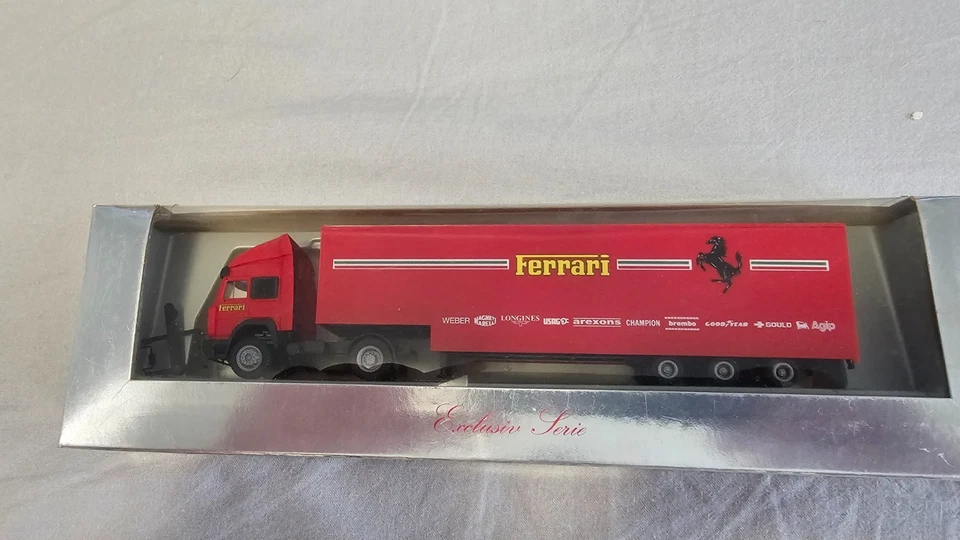 Ferrari
Ferrari
WEBER MAGNETI MARELLI LONGINES USAG arexons CHAMPION brembo GOODYEAR GOULD Agip
Exclusiv Serie